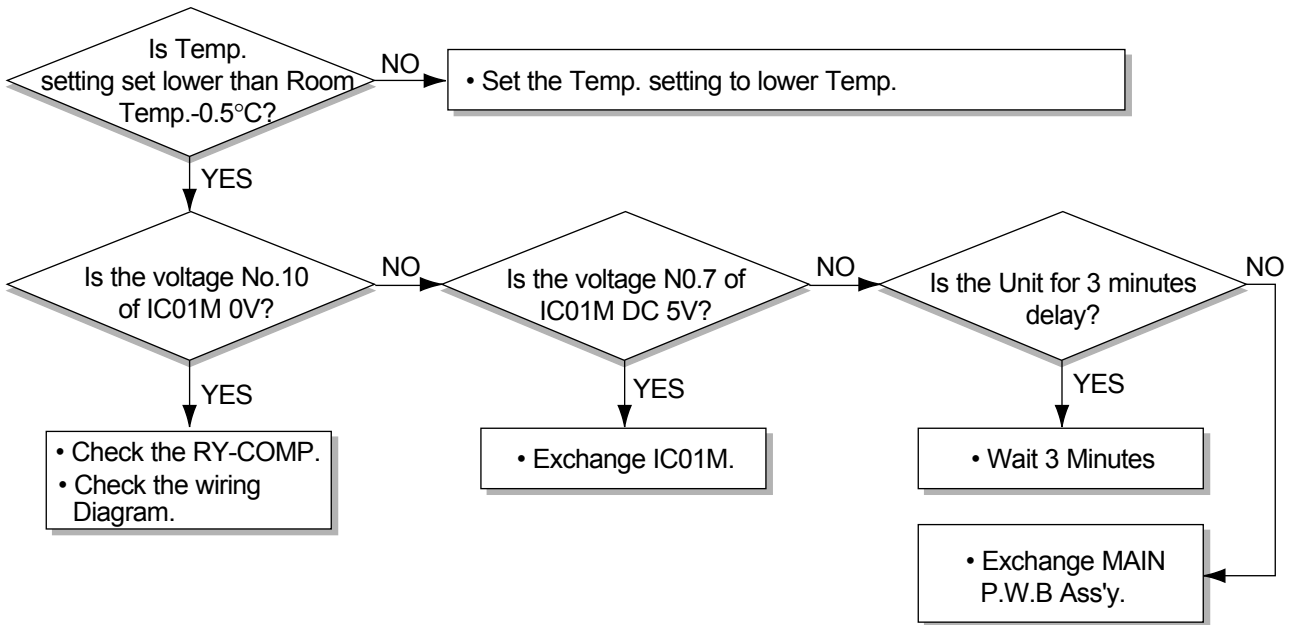 Is Temp.
setting set lower than Room
Temp.-0.5°C?
NO
• Set the Temp. setting to lower Temp.
YES
Is the voltage No.10
of IC01M 0V?
NO
Is the voltage N0.7 of
IC01M DC 5V?
NO
Is the Unit for 3 minutes
delay?
NO
YES
YES
YES
• Check the RY-COMP.
• Check the wiring
Diagram.
• Exchange IC01M.
• Wait 3 Minutes
• Exchange MAIN
P.W.B Ass'y.